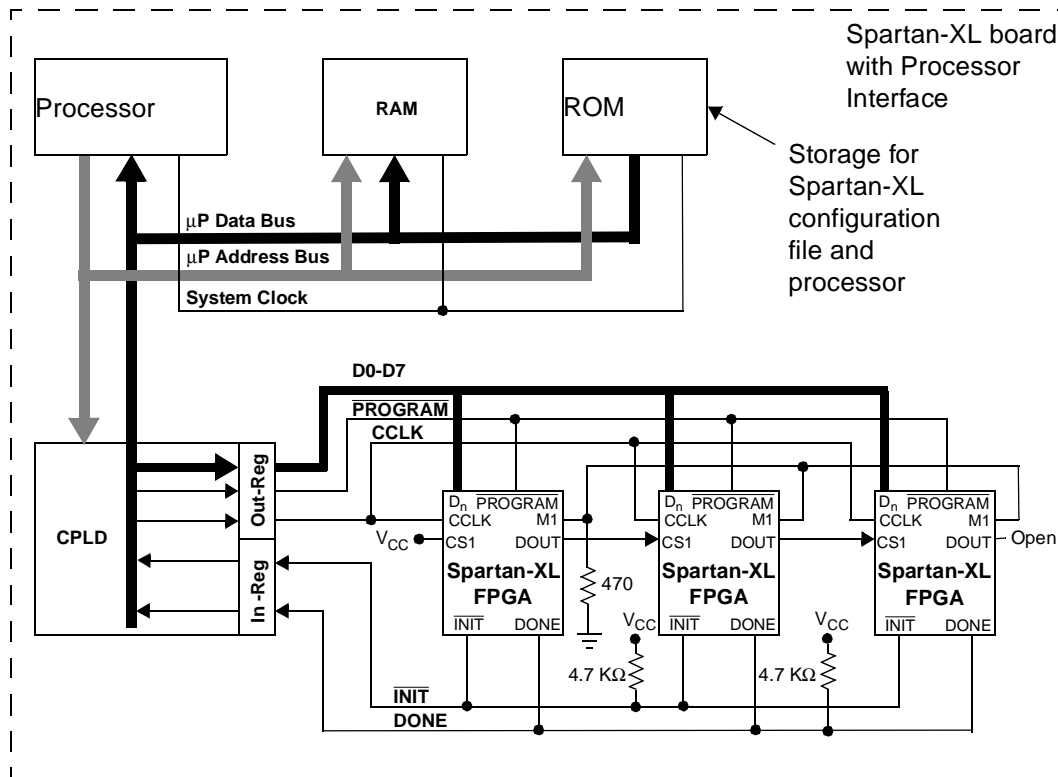 Spartan-XL board
with Processor
Interface
Processor
RAM
ROM
Storage for
Spartan-XL
configuration
file and
processor
μP Data Bus
μP Address Bus
System Clock
D0-D7
PROGRAM
CCLK
CPLD
Out-Reg
In -Reg
Dn PROGRAM
CCLK M1
CS1 DOUT
Spartan-XL
FPGA
INIT DONE
VCC
470
Dn PROGRAM
CCLK M1
CS1 DOUT
Spartan-XL
FPGA
INIT DONE
VCC
4.7 KΩ
Dn PROGRAM
CCLK M1
CS1 DOUT
Open
Spartan-XL
FPGA
INIT DONE
VCC
4.7 KΩ
INIT
DONE